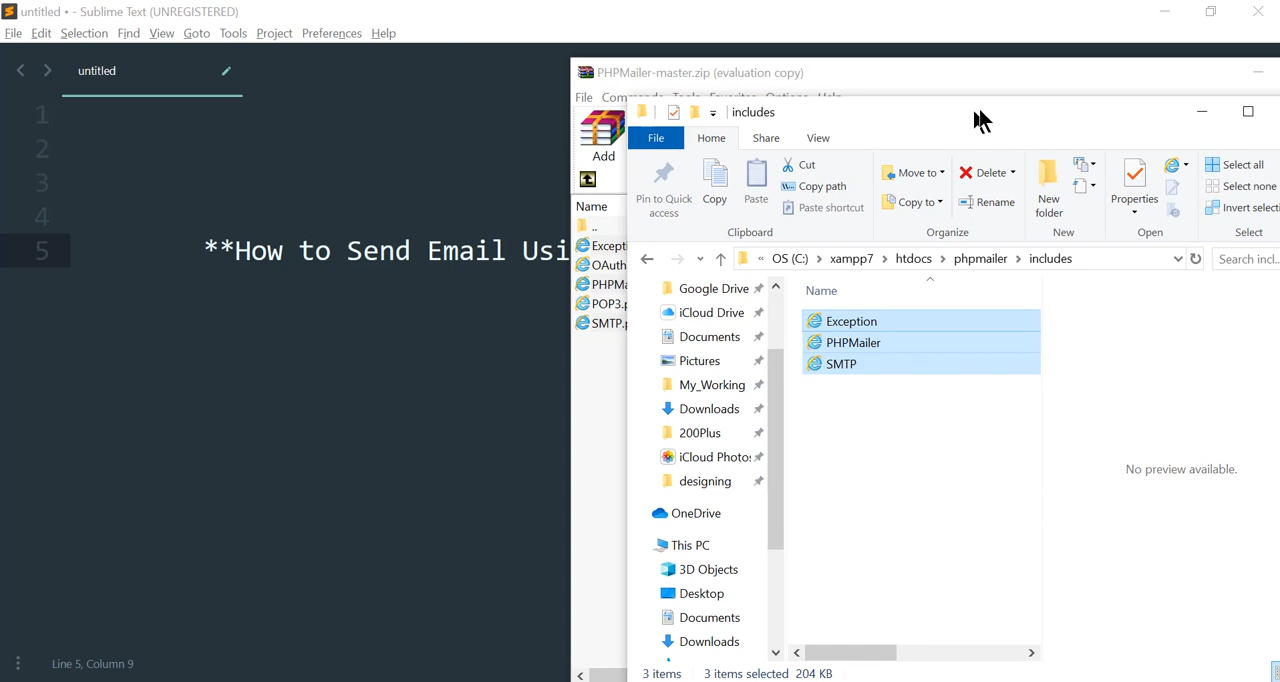 untitled • - Sublime Text (UNREGISTERED)
File Edit Selection Find View Goto Tools Project Preferences Help
untitled
1
2
3
4
5
**How to Send Email Usi
Line 5, Column 9
PHPMailer-master.zip (evaluation copy)
File
Add
Name
..
Excepti
OAuth
PHPMa
POP3.p
SMTP.p
includes
File Home Share View
Pin to Quick access
Copy
Paste
Cut
Copy path
Paste shortcut
Clipboard
Move to
Copy to
Delete
Rename
Organize
New folder
New
Properties
Open
Select all
Select none
Invert selecti
Select
« OS (C:) > xampp7 > htdocs > phpmailer > includes
Search incl...
Google Drive
iCloud Drive
Documents
Pictures
My_Working
Downloads
200Plus
iCloud Photo
designing
OneDrive
This PC
3D Objects
Desktop
Documents
Downloads
Name
Exception
PHPMailer
SMTP
No preview available.
3 items 3 items selected 204 KB